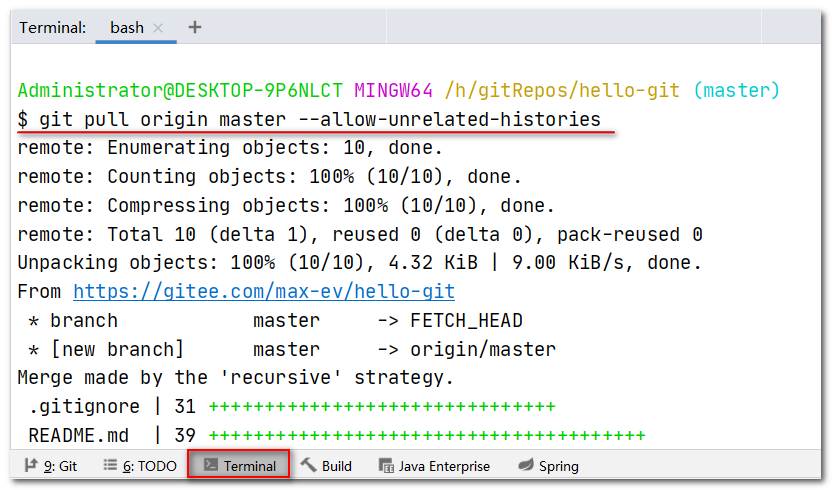 Terminal: bash × +
Administrator@DESKTOP-9P6NLCT MINGW64 /h/gitRepos/hello-git (master)
$ git pull origin master --allow-unrelated-histories
remote: Enumerating objects: 10, done.
remote: Counting objects: 100% (10/10), done.
remote: Compressing objects: 100% (10/10), done.
remote: Total 10 (delta 1), reused 0 (delta 0), pack-reused 0
Unpacking objects: 100% (10/10), 4.32 KiB | 9.00 KiB/s, done.
From https://gitee.com/max-ev/hello-git
 * branch            master     -> FETCH_HEAD
 * [new branch]      master     -> origin/master
Merge made by the 'recursive' strategy.
 .gitignore | 31 +++++++++++++++++++++++++++++++
 README.md  | 39 +++++++++++++++++++++++++++++++++++++++
9: Git 6: TODO Terminal Build Java Enterprise Spring